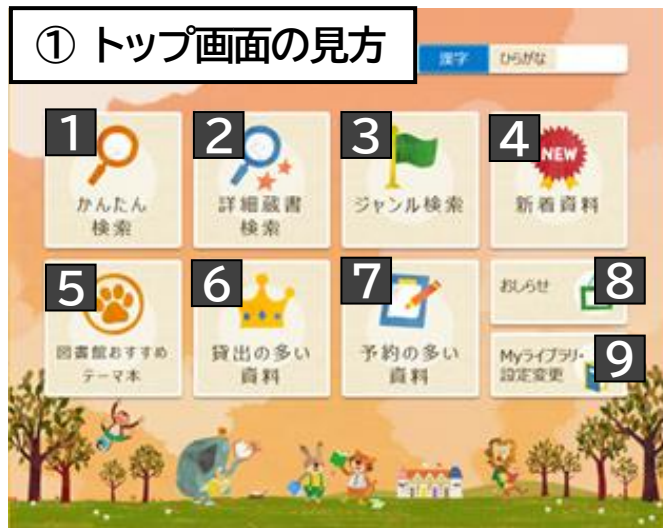 ① トップ画面の見方
漢字 ひらがな
1
かんたん
検索
2
詳細蔵書
検索
3
ジャンル検索
4
NEW
新着資料
5
図書館おすすめ
テーマ本
6
貸出の多い
資料
7
予約の多い
資料
8
おしらせ
9
Myライブラリ・
設定変更